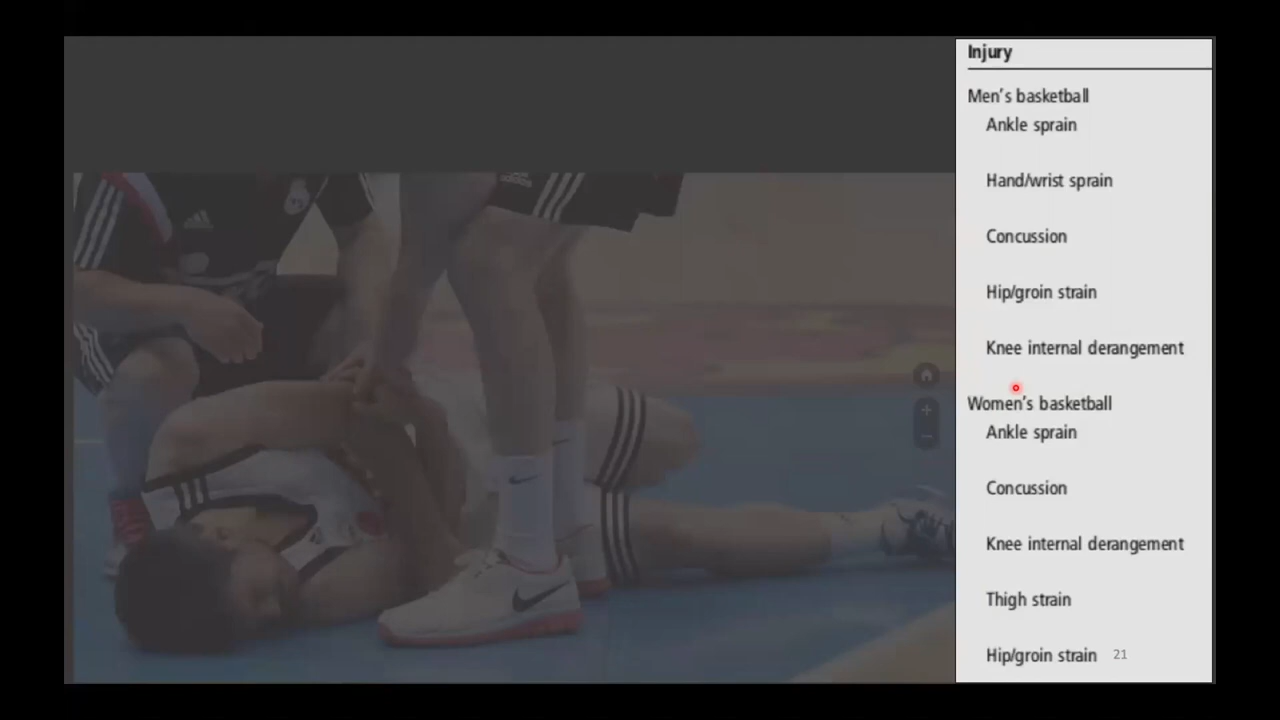 Injury
Men's basketball
Ankle sprain
Hand/wrist sprain
Concussion
Hip/groin strain
Knee internal derangement
Women's basketball
Ankle sprain
Concussion
Knee internal derangement
Thigh strain
Hip/groin strain
21
adidas